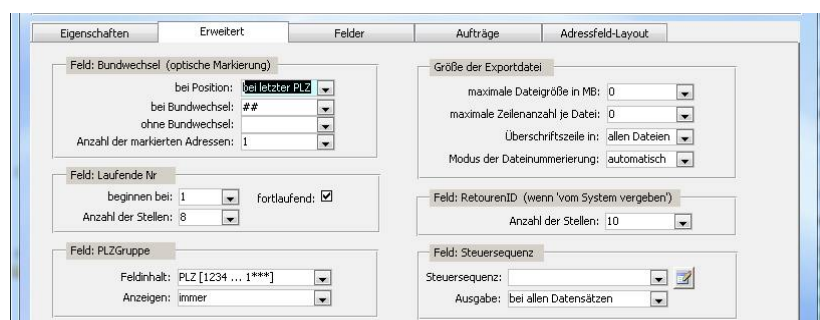 Eigenschaften Erweitert Felder Aufträge Adressfeld-Layout
Feld: Bundwechsel (optische Markierung)
bei Position: bei letzter PLZ
bei Bundwechsel: ##
ohne Bundwechsel:
Anzahl der markierten Adressen: 1
Feld: Laufende Nr
beginnen bei: 1 fortlaufend:
Anzahl der Stellen: 8
Feld: PLZGruppe
Feldinhalt: PLZ [1234 ... 1***]
Anzeigen: immer
Größe der Exportdatei
maximale Dateigröße in MB: 0
maximale Zeilenanzahl je Datei: 0
Überschriftszeile in: allen Dateien
Modus der Dateinummerierung: automatisch
Feld: RetourenID (wenn 'vom System vergeben')
Anzahl der Stellen: 10
Feld: Steuersequenz
Steuersequenz:
Ausgabe: bei allen Datensätzen